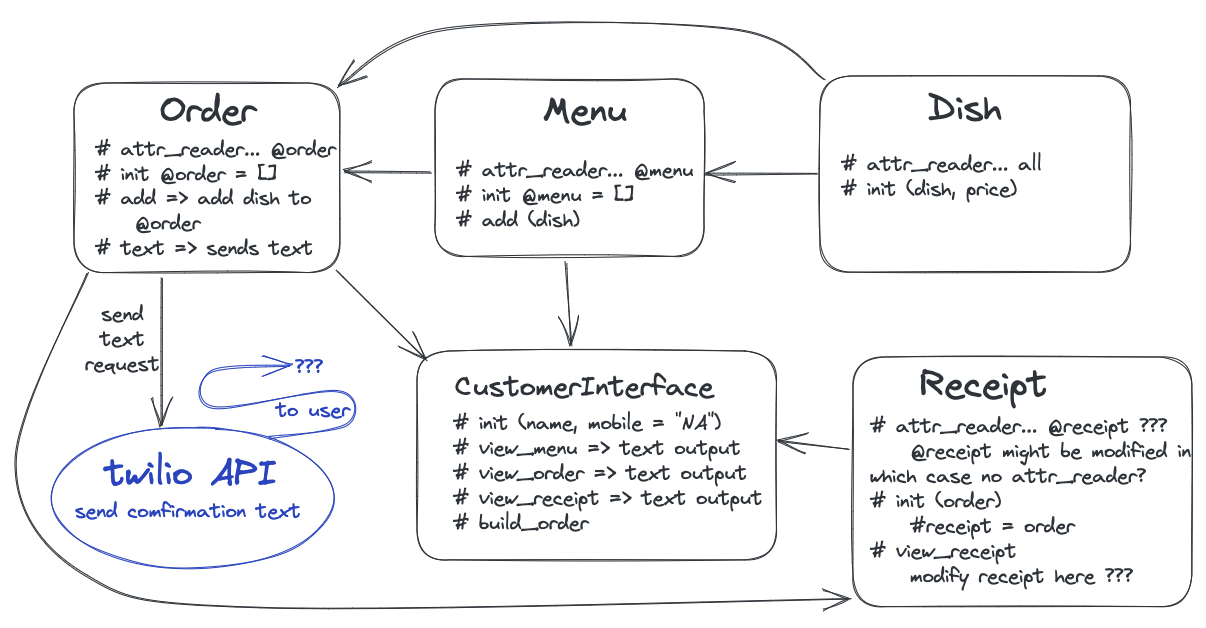 Order
# attr_reader... @order
# init @order = []
# add => add dish to
@order
# text => sends text
Menu
# attr_reader... @menu
# init @menu = []
# add (dish)
Dish
# attr_reader... all
# init (dish, price)
send
text
request
???
to user
twilio API
send comfirmation text
CustomerInterface
# init (name, mobile = "NA")
# view_menu => text output
# view_order => text output
# view_receipt => text output
# build_order
Receipt
# attr_reader... @receipt ???
@receipt might be modified in
which case no attr_reader?
# init (order)
#receipt = order
# view_receipt
modify receipt here ???